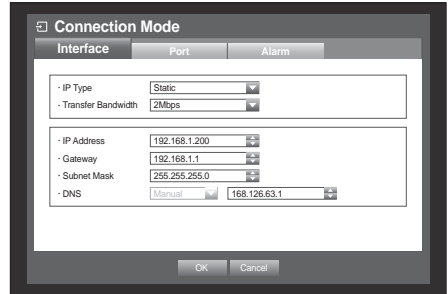 Connection Mode
Interface Port Alarm
· IP Type Static
· Transfer Bandwidth 2Mbps
· IP Address 192.168.1.200
· Gateway 192.168.1.1
· Subnet Mask 255.255.255.0
· DNS Manual 168.126.63.1
OK Cancel